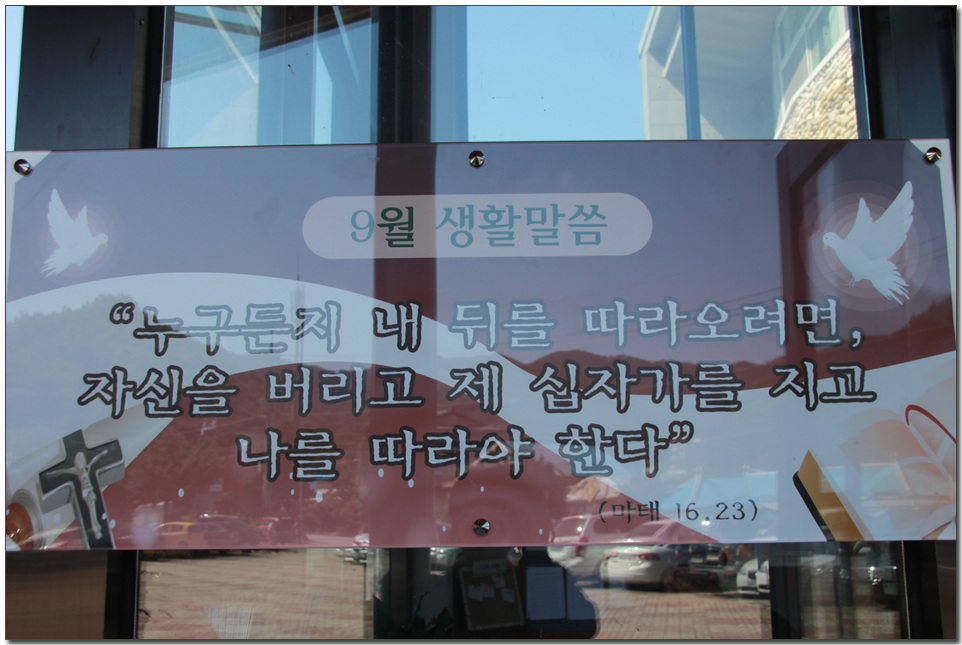 9월 생활말씀
“누구든지 내 뒤를 따라오려면,
자신을 버리고 제 십자가를 지고
나를 따라야 한다”
(마태 16.23)